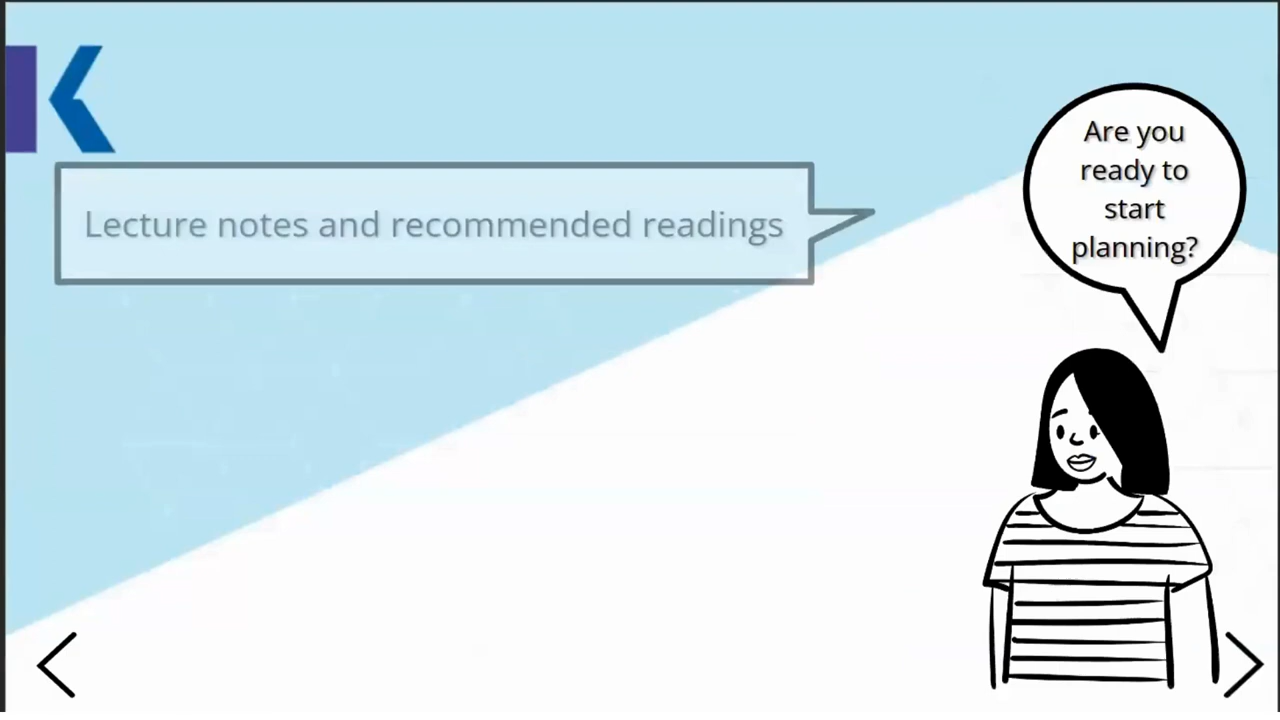 Lecture notes and recommended readings
Are you
ready to
start
planning?